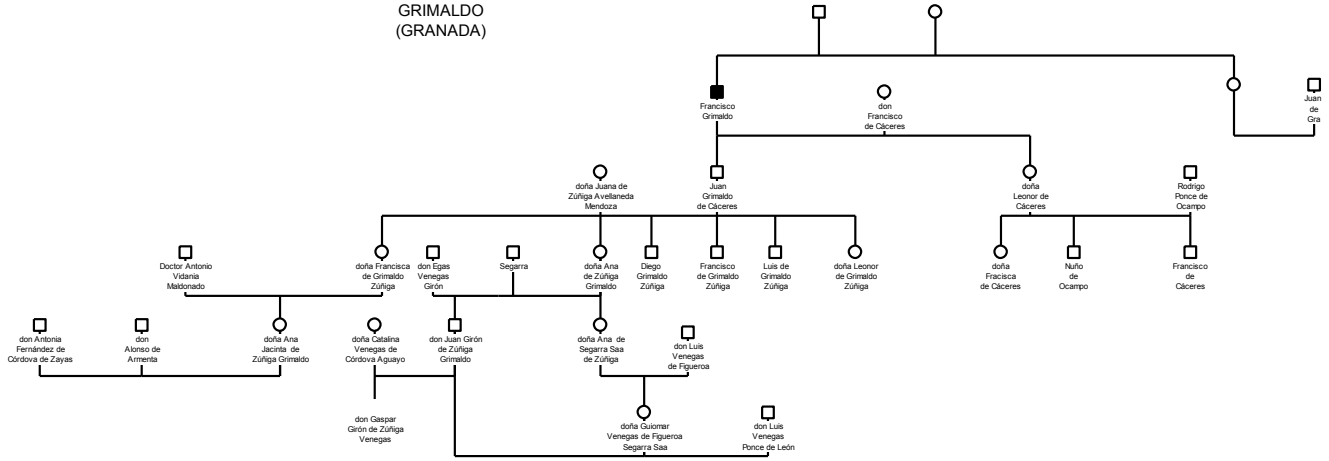 GRIMALDO
(GRANADA)
Francisco
Grimaldo
don
Francisco
de Cáceres
Juan
de
Gra
doña Juana de
Zúñiga Avellaneda
Mendoza
Juan
Grimaldo
de Cáceres
doña
Leonor de
Cáceres
Rodrigo
Ponce de
Ocampo
Doctor Antonio
Vidania
Maldonado
doña Francisca
de Grimaldo
Zúñiga
don Egas
Venegas
Girón
Segarra
doña Ana
de Zúñiga
Grimaldo
Diego
Grimaldo
Zúñiga
Francisco
de Grimaldo
Zúñiga
Luis de
Grimaldo
Zúñiga
doña Leonor
de Grimaldo
Zúñiga
doña
Fracisca
de Cáceres
Nuño
de
Ocampo
Francisco
de
Cáceres
don Antonia
Fernández de
Córdova de Zayas
don
Alonso de
Armenta
doña Ana
Jacinta de
Zúñiga Grimaldo
doña Catalina
Venegas de
Córdova Aguayo
don Juan Girón
de Zúñiga
Grimaldo
doña Ana de
Segarra Saa
de Zúñiga
don Luis
Venegas
de Figueroa
don Gaspar
Girón de Zúñiga
Venegas
doña Guiomar
Venegas de Figueroa
Segarra Saa
don Luis
Venegas
Ponce de León